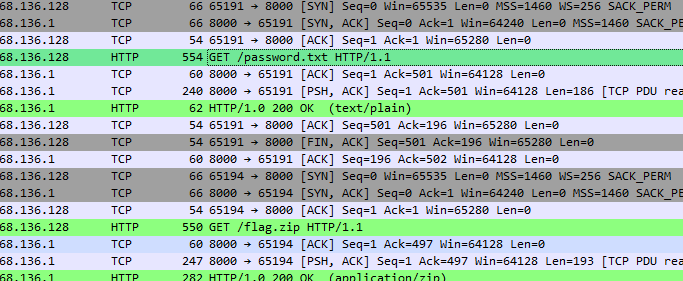 68.136.128 TCP 66 65191 → 8000 [SYN] Seq=0 Win=65535 Len=0 MSS=1460 WS=256 SACK_PERM
68.136.1 TCP 66 8000 → 65191 [SYN, ACK] Seq=0 Ack=1 Win=64240 Len=0 MSS=1460 SACK_P
68.136.128 TCP 54 65191 → 8000 [ACK] Seq=1 Ack=1 Win=65280 Len=0
68.136.128 HTTP 554 GET /password.txt HTTP/1.1
68.136.1 TCP 60 8000 → 65191 [ACK] Seq=1 Ack=501 Win=64128 Len=0
68.136.1 TCP 240 8000 → 65191 [PSH, ACK] Seq=1 Ack=501 Win=64128 Len=186 [TCP PDU rea
68.136.1 HTTP 62 HTTP/1.0 200 OK (text/plain)
68.136.128 TCP 54 65191 → 8000 [ACK] Seq=501 Ack=196 Win=65280 Len=0
68.136.128 TCP 54 65191 → 8000 [FIN, ACK] Seq=501 Ack=196 Win=65280 Len=0
68.136.1 TCP 60 8000 → 65191 [ACK] Seq=196 Ack=502 Win=64128 Len=0
68.136.128 TCP 66 65194 → 8000 [SYN] Seq=0 Win=65535 Len=0 MSS=1460 WS=256 SACK_PERM
68.136.1 TCP 66 8000 → 65194 [SYN, ACK] Seq=0 Ack=1 Win=64240 Len=0 MSS=1460 SACK_P
68.136.128 TCP 54 65194 → 8000 [ACK] Seq=1 Ack=1 Win=65280 Len=0
68.136.128 HTTP 550 GET /flag.zip HTTP/1.1
68.136.1 TCP 60 8000 → 65194 [ACK] Seq=1 Ack=497 Win=64128 Len=0
68.136.1 TCP 247 8000 → 65194 [PSH, ACK] Seq=1 Ack=497 Win=64128 Len=193 [TCP PDU rea
68.136.1 HTTP 282 HTTP/1.0 200 OK (application/zip)